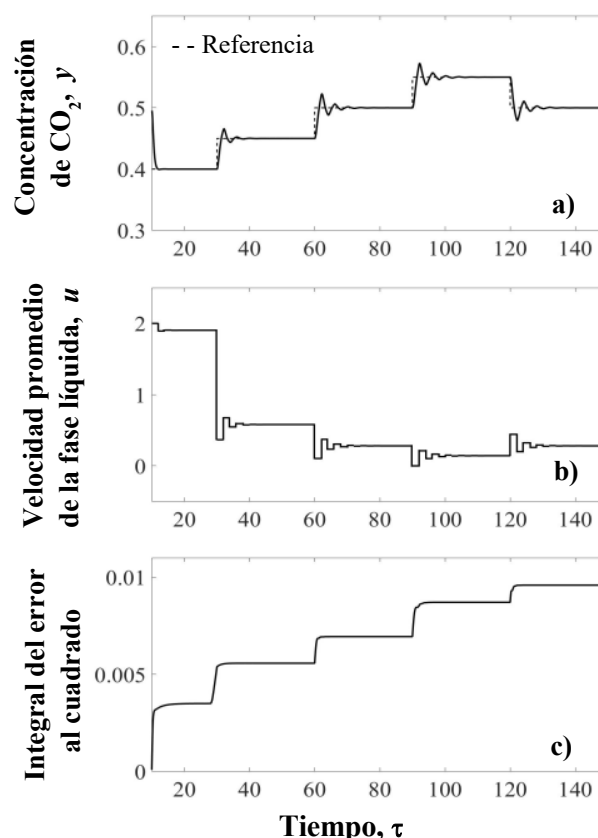 Concentración
de CO2, y
0.6
0.5
0.4
0.3
- - Referencia
a)
20 40 60 80 100 120 140
Velocidad promedio
de la fase líquida, u
2
1
0
b)
20 40 60 80 100 120 140
Integral del error
al cuadrado
0.01
0.005
0
c)
20 40 60 80 100 120 140
Tiempo, τ